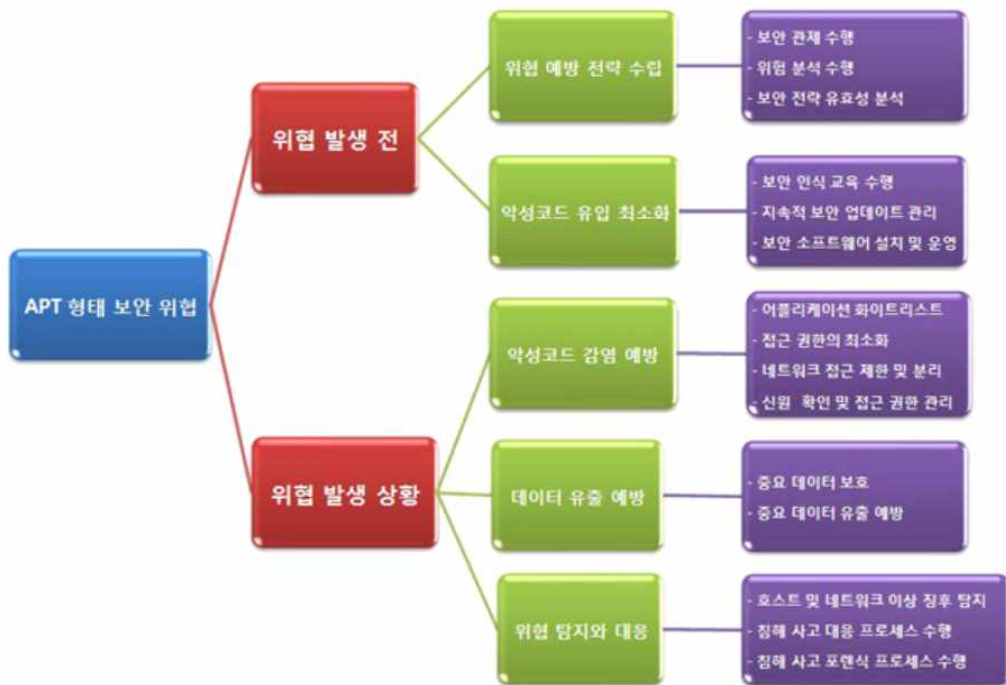 APT 형태 보안 위협
위협 발생 전
위협 예방 전략 수립
- 보안 관제 수행
- 위험 분석 수행
- 보안 전략 유효성 분석
악성코드 유입 최소화
- 보안 인식 교육 수행
- 지속적 보안 업데이트 관리
- 보안 소프트웨어 설치 및 운영
위협 발생 상황
악성코드 감염 예방
- 어플리케이션 화이트리스트
- 접근 권한의 최소화
- 네트워크 접근 제한 및 분리
- 신원 확인 및 접근 권한 관리
데이터 유출 예방
- 중요 데이터 보호
- 중요 데이터 유출 예방
위협 탐지와 대응
- 호스트 및 네트워크 이상 징후 탐지
- 침해 사고 대응 프로세스 수행
- 침해 사고 포렌식 프로세스 수행